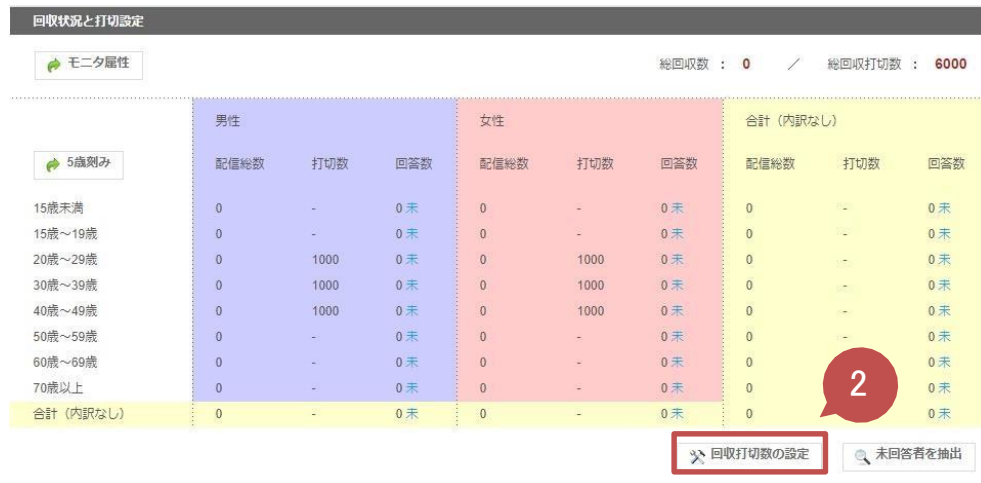 回収状況と打切設定
モニタ属性 総回収数 : 0 / 総回収打切数 : 6000
男性 女性 合計（内訳なし）
5歳刻み 配信総数 打切数 回答数 配信総数 打切数 回答数 配信総数 打切数 回答数
15歳未満 0 - 0 未 0 - 0 未 0 - 0 未
15歳～19歳 0 - 0 未 0 - 0 未 0 - 0 未
20歳～29歳 0 1000 0 未 0 1000 0 未 0 - 0 未
30歳～39歳 0 1000 0 未 0 1000 0 未 0 - 0 未
40歳～49歳 0 1000 0 未 0 1000 0 未 0 - 0 未
50歳～59歳 0 - 0 未 0 - 0 未 0 - 0 未
60歳～69歳 0 - 0 未 0 - 0 未 0 0 未
70歳以上 0 - 0 未 0 - 0 未 0 0 未
合計（内訳なし） 0 - 0 未 0 - 0 未 0 0 未
2
回収打切数の設定 未回答者を抽出